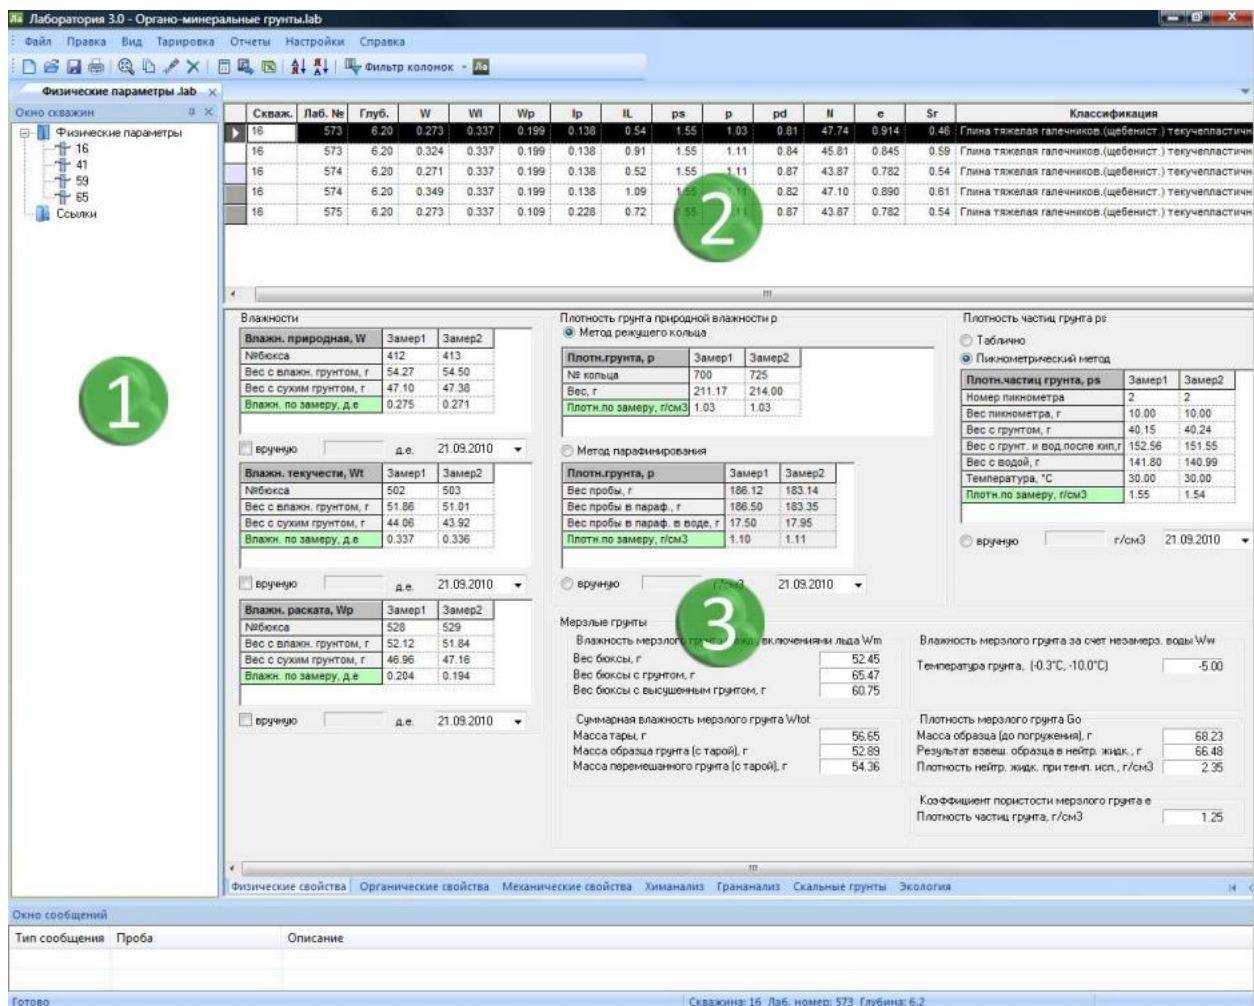 Лаборатория 3.0 - Органо-минеральные грунты.lab
Файл Правка Вид Тарировка Отчеты Настройки Справка
Фильтр колонок
Ла
Физические параметры .lab
Окно скважин
Физические параметры
16
41
59
65
Ссылки
1
Скваж. Лаб. № Глуб. W Wl Wp Ip IL ps p pd N e Sr Классификация
16 573 6.20 0.273 0.337 0.199 0.138 0.54 1.55 1.03 0.81 47.74 0.914 0.46 Глина тяжелая галечников.(щебенист.) текучепластичн
16 573 6.20 0.324 0.337 0.199 0.138 0.91 1.55 1.11 0.84 45.81 0.845 0.59 Глина тяжелая галечников.(щебенист.) текучепластичн
16 574 6.20 0.271 0.337 0.199 0.138 0.52 1.55 1.11 0.87 43.87 0.782 0.54 Глина тяжелая галечников.(щебенист.) текучепластичн
16 574 6.20 0.349 0.337 0.199 0.138 1.09 0.82 47.10 0.890 0.61 Глина тяжелая галечников.(щебенист.) текучепластичн
16 575 6.20 0.273 0.337 0.109 0.228 0.72 0.87 43.87 0.782 0.54 Глина тяжелая галечников.(щебенист.) текучепластичн
2
Влажности
Влажн. природная, W Замер1 Замер2
№бюкса 412 413
Вес с влажн. грунтом, г 54.27 54.50
Вес с сухим грунтом, г 47.10 47.38
Влажн. по замеру, д.е 0.275 0.271
вручную д.е. 21.09.2010
Влажн. текучести, Wt Замер1 Замер2
№бюкса 502 503
Вес с влажн. грунтом, г 51.86 51.01
Вес с сухим грунтом, г 44.06 43.92
Влажн. по замеру, д.е 0.337 0.336
вручную д.е. 21.09.2010
Влажн. раската, Wp Замер1 Замер2
№бюкса 528 529
Вес с влажн. грунтом, г 52.12 51.84
Вес с сухим грунтом, г 46.96 47.16
Влажн. по замеру, д.е 0.204 0.194
вручную д.е. 21.09.2010
Плотность грунта природной влажности p
Метод режущего кольца
Плотн.грунта, p Замер1 Замер2
№ кольца 700 725
Вес, г 211.17 214.00
Плотн.по замеру, г/см3 1.03 1.03
Метод парафинирования
Плотн.грунта, p Замер1 Замер2
Вес пробы, г 186.12 183.14
Вес пробы в параф., г 186.50 183.35
Вес пробы в параф. в воде, г 17.50 17.95
Плотн.по замеру, г/см3 1.10 1.11
вручную г/см3 21.09.2010
Плотность частиц грунта ps
Таблично
Пикнометрический метод
Плотн.частиц грунта, ps Замер1 Замер2
Номер пикнометра 2 2
Вес пикнометра, г 10.00 10.00
Вес с грунтом, г 40.15 40.24
Вес с грунт. и вод.после кип,г 152.56 151.55
Вес с водой, г 141.80 140.99
Температура, °C 30.00 30.00
Плотн.по замеру, г/см3 1.55 1.54
вручную г/см3 21.09.2010
3
Мерзлые грунты
Влажность мерзлого включениями льда Wm
Вес бюксы, г 52.45
Вес бюксы с грунтом, г 65.47
Вес бюксы с высушенным грунтом, г 60.75
Суммарная влажность мерзлого грунта Wtot
Масса тары, г 56.65
Масса образца грунта (с тарой), г 52.89
Масса перемешанного грунта (с тарой), г 54.36
Влажность мерзлого грунта за счет незамерз. воды Ww
Температура грунта, (-0.3°C, -10.0°C) -5.00
Плотность мерзлого грунта Go
Масса образца (до погружения), г 68.23
Результат взвеш. образца в нейтр. жидк., г 66.48
Плотность нейтр. жидк. при темп. исп., г/см3 2.35
Коэффициент пористости мерзлого грунта e
Плотность частиц грунта, г/см3 1.25
Физические свойства Органические свойства Механические свойства Химанализ Грананализ Скальные грунты Экология
Окно сообщений
Тип сообщения Проба Описание
Готово Скважина: 16 Лаб. номер: 573 Глубина: 6.2